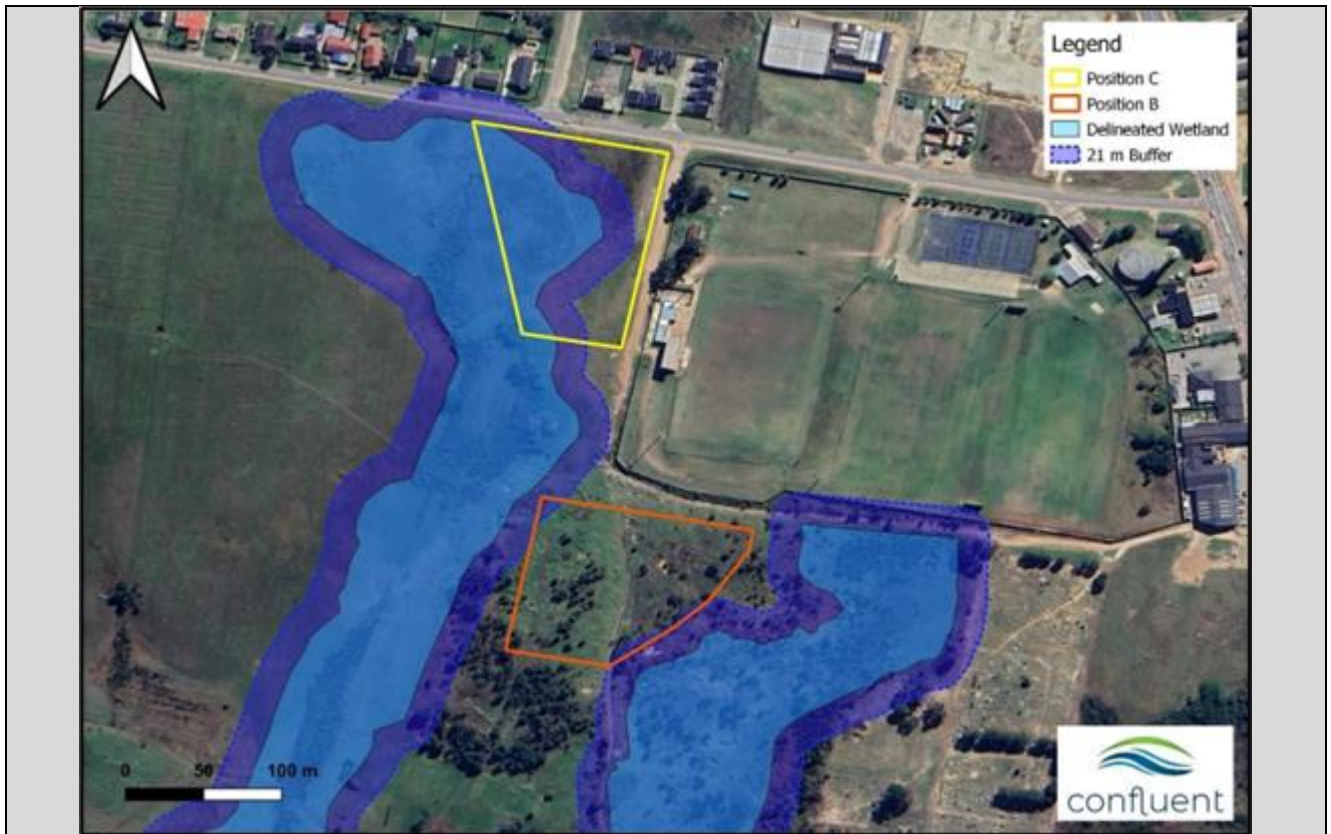 Legend
Position C
Position B
Delineated Wetland
21 m Buffer
0 50 100 m
confluent